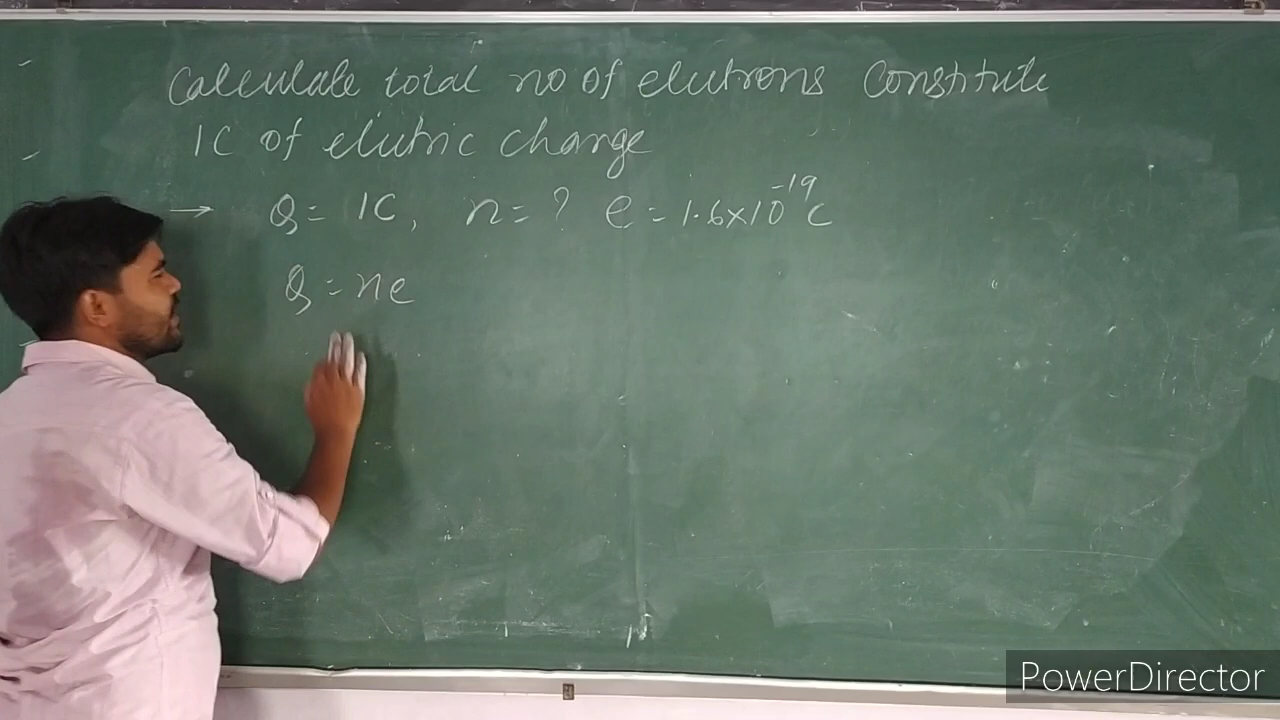 Calculate total no of electrons Constitute
1C of electric charge
→ Q = 1C, n = ? e = 1.6×10⁻¹⁹C
Q = ne
PowerDirector